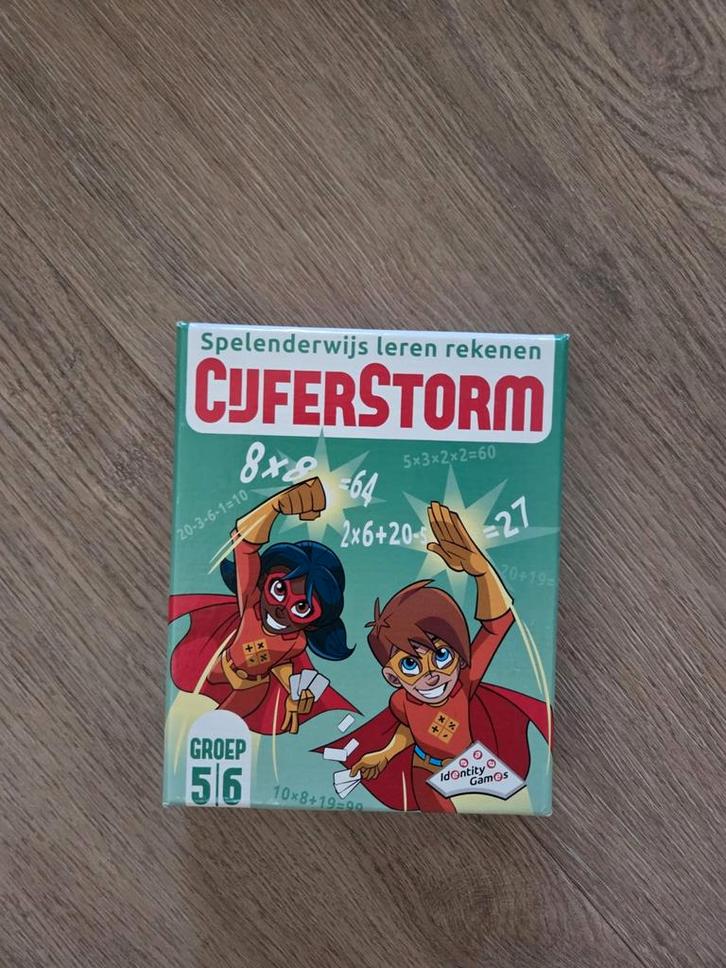 Spelenderwijs leren rekenen
CIJFERSTORM
8×8 =64
5×3×2×2=60
20-3-6-1=10
2×6+20-5 =27
20+19=
GROEP
5|6
10×8+19=99
Identity
Games